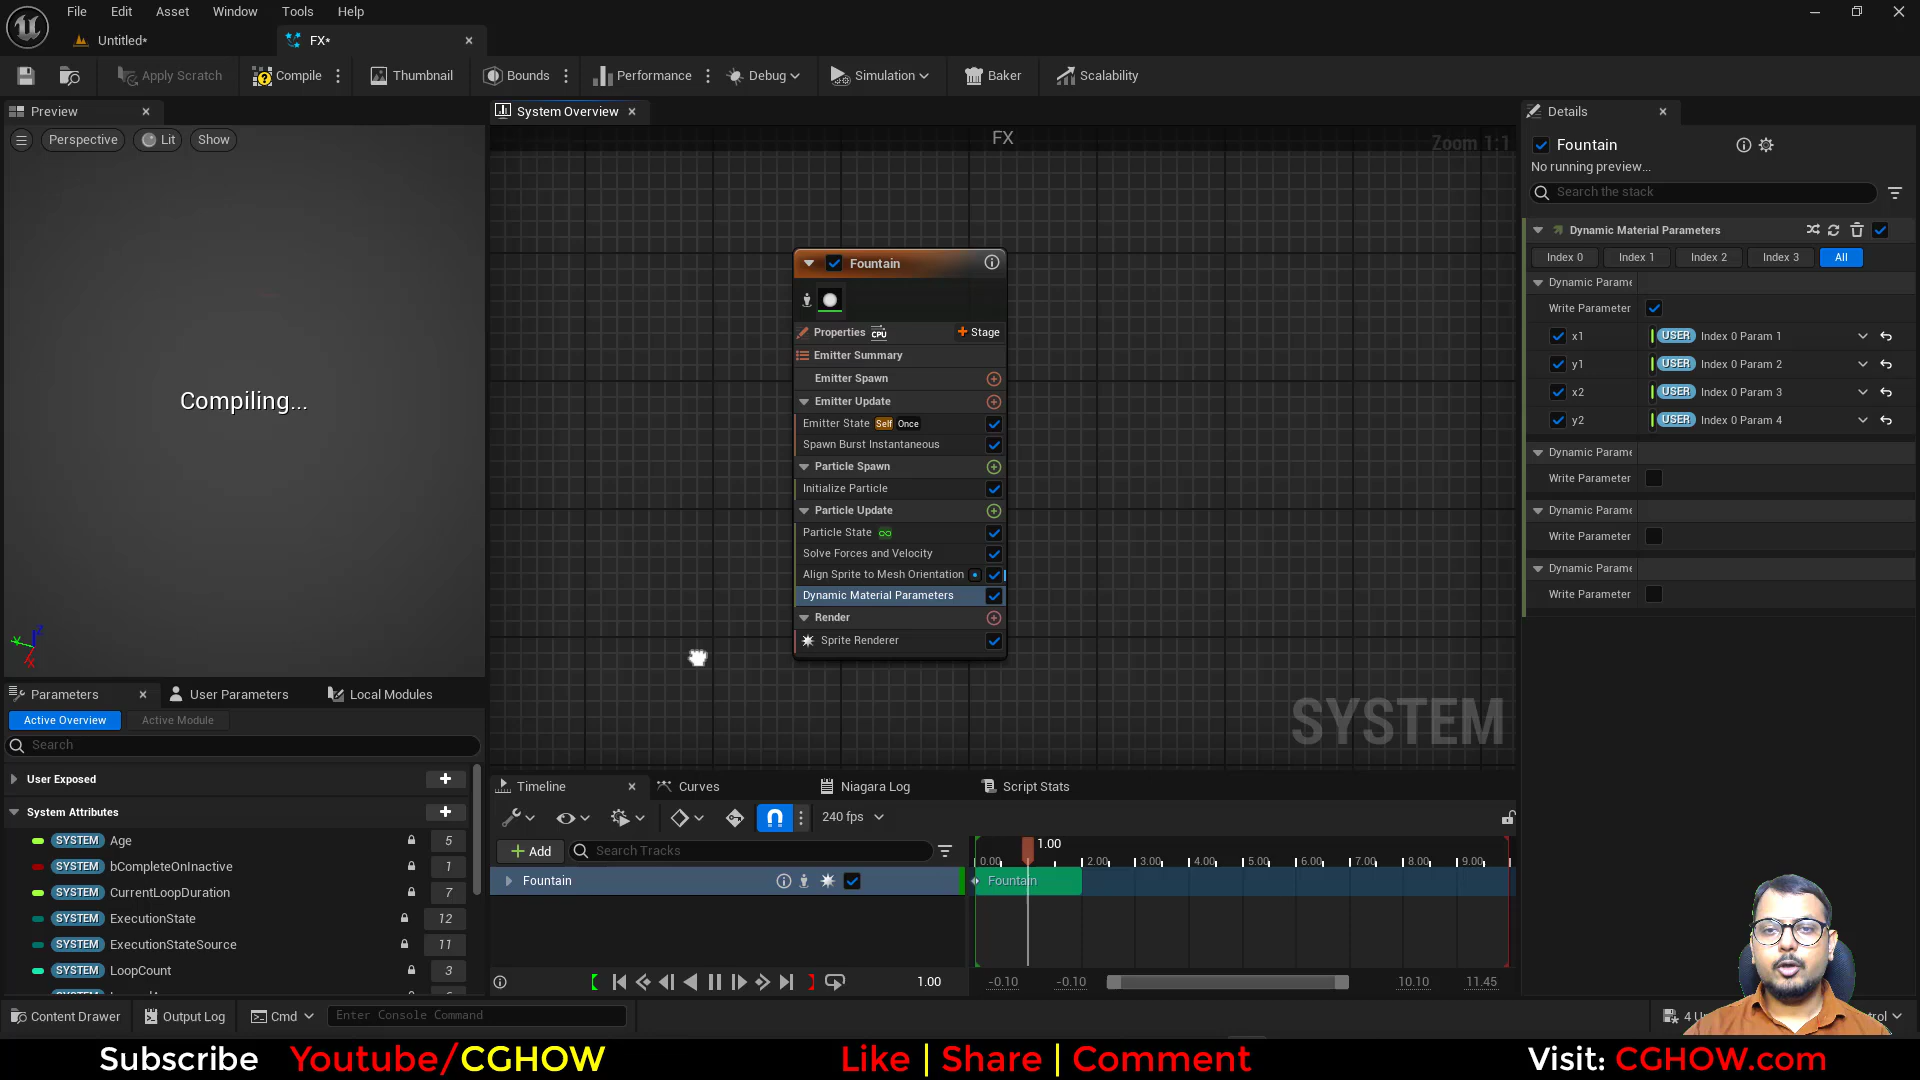 File Edit Asset Window Tools Help
Untitled* FX*
Apply Scratch Compile Thumbnail Bounds Performance Debug Simulation Baker Scalability
Preview System Overview Details
Perspective Lit Show
FX
Zoom 1:1
Fountain
No running preview...
Search the stack
Dynamic Material Parameters
Index 0 Index 1 Index 2 Index 3 All
Dynamic Parame
Write Parameter
x1 USER Index 0 Param 1
y1 USER Index 0 Param 2
x2 USER Index 0 Param 3
y2 USER Index 0 Param 4
Dynamic Parame
Write Parameter
Dynamic Parame
Write Parameter
Dynamic Parame
Write Parameter
Compiling...
Fountain
Properties CPU Stage
Emitter Summary
Emitter Spawn
Emitter Update
Emitter State Self Once
Spawn Burst Instantaneous
Particle Spawn
Initialize Particle
Particle Update
Particle State
Solve Forces and Velocity
Align Sprite to Mesh Orientation
Dynamic Material Parameters
Render
Sprite Renderer
SYSTEM
Z
Y
X
Parameters User Parameters Local Modules
Active Overview Active Module
Search
User Exposed
System Attributes
SYSTEM Age 5
SYSTEM bCompleteOnInactive 1
SYSTEM CurrentLoopDuration 7
SYSTEM ExecutionState 12
SYSTEM ExecutionStateSource 11
SYSTEM LoopCount 3
Timeline Curves Niagara Log Script Stats
240 fps
Add Search Tracks
1.00
0.00 2.00 3.00 4.00 5.00 6.00 7.00 8.00 9.00
Fountain Fountain
1.00 -0.10 -0.10 10.10 11.45
Content Drawer Output Log Cmd Enter Console Command
Subscribe Youtube/CGHOW Like | Share | Comment Visit: CGHOW.com